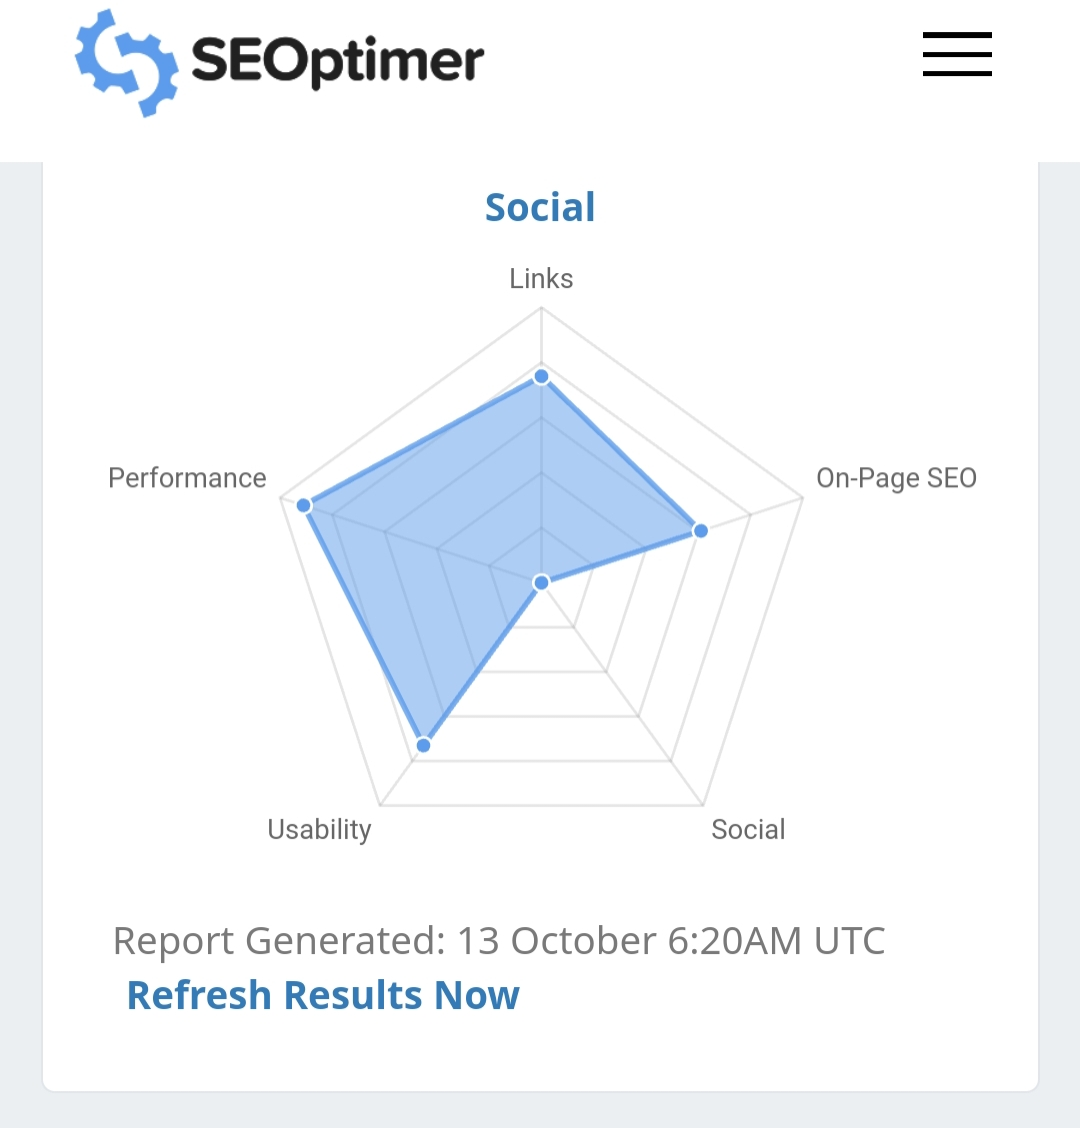 SEOptimer
Social
Links
Performance
On-Page SEO
Usability
Social
Report Generated: 13 October 6:20AM UTC
Refresh Results Now